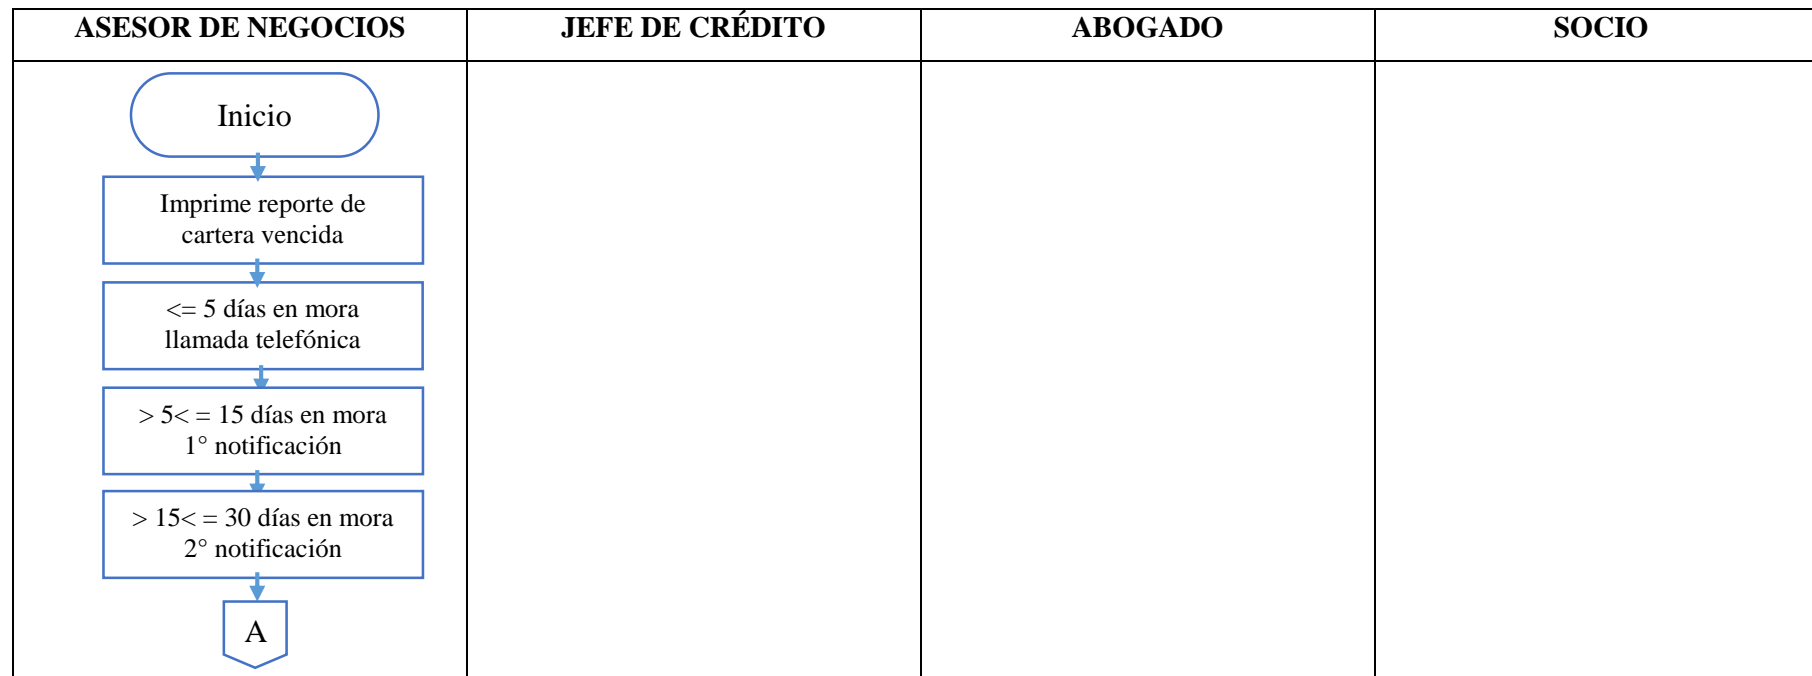 ASESOR DE NEGOCIOS
JEFE DE CRÉDITO
ABOGADO
SOCIO
Inicio
Imprime reporte de
cartera vencida
<= 5 días en mora
llamada telefónica
> 5< = 15 días en mora
1° notificación
> 15< = 30 días en mora
2° notificación
A